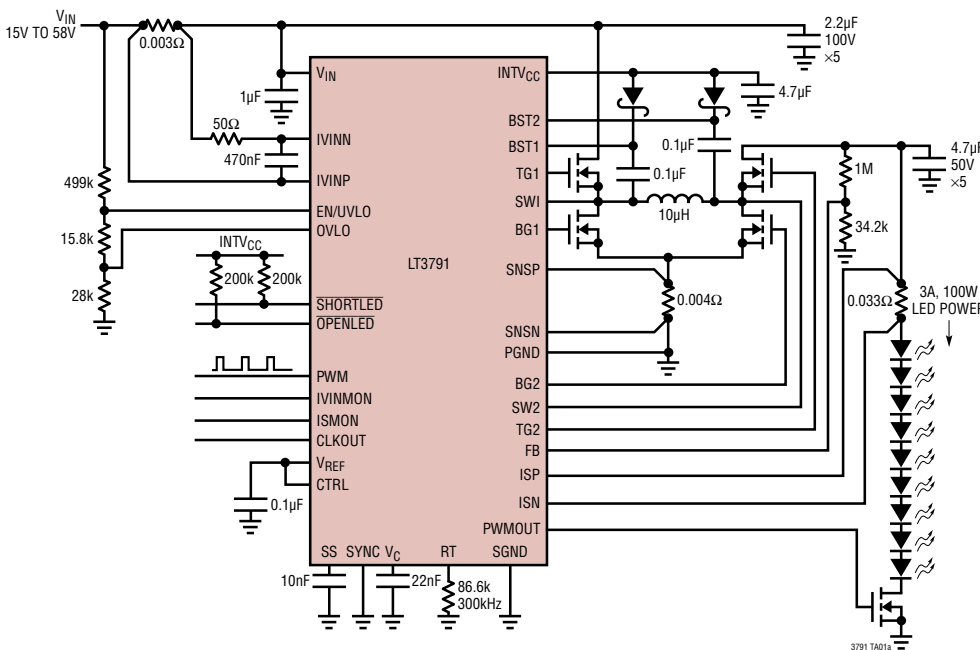 VIN
15V TO 58V
0.003Ω
2.2µF
100V
×5
VIN
INTVCC
1µF
4.7µF
BST2
50Ω
IVINN
BST1
0.1µF
4.7µF
50V
×5
470nF
TG1
0.1µF
1M
499k
IVINP
SWI
10µH
EN/UVLO
BG1
34.2k
15.8k
OVLO
INTVCC
LT3791
SNSP
200k
200k
28k
SHORTLED
0.004Ω
0.033Ω
3A, 100W
LED POWER
OPENLED
SNSN
PGND
PWM
BG2
IVINMON
SW2
ISMON
TG2
CLKOUT
FB
VREF
ISP
CTRL
0.1µF
ISN
PWMOUT
SS
SYNC
VC
RT
SGND
10nF
22nF
86.6k
300kHz
3791 TA01a